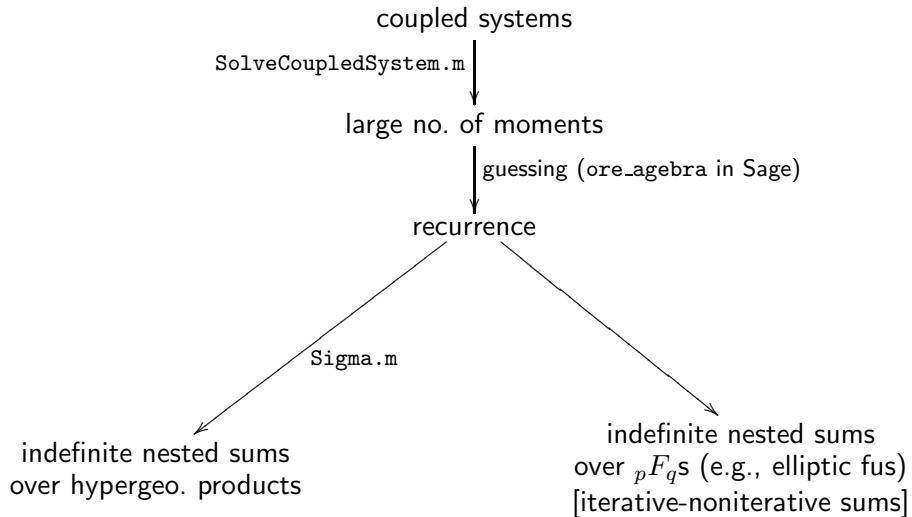 coupled systems
SolveCoupledSystem.m
large no. of moments
guessing (ore_agebra in Sage)
recurrence
Sigma.m
indefinite nested sums
over hypergeo. products
indefinite nested sums
over pFqs (e.g., elliptic fus)
[iterative-noniterative sums]